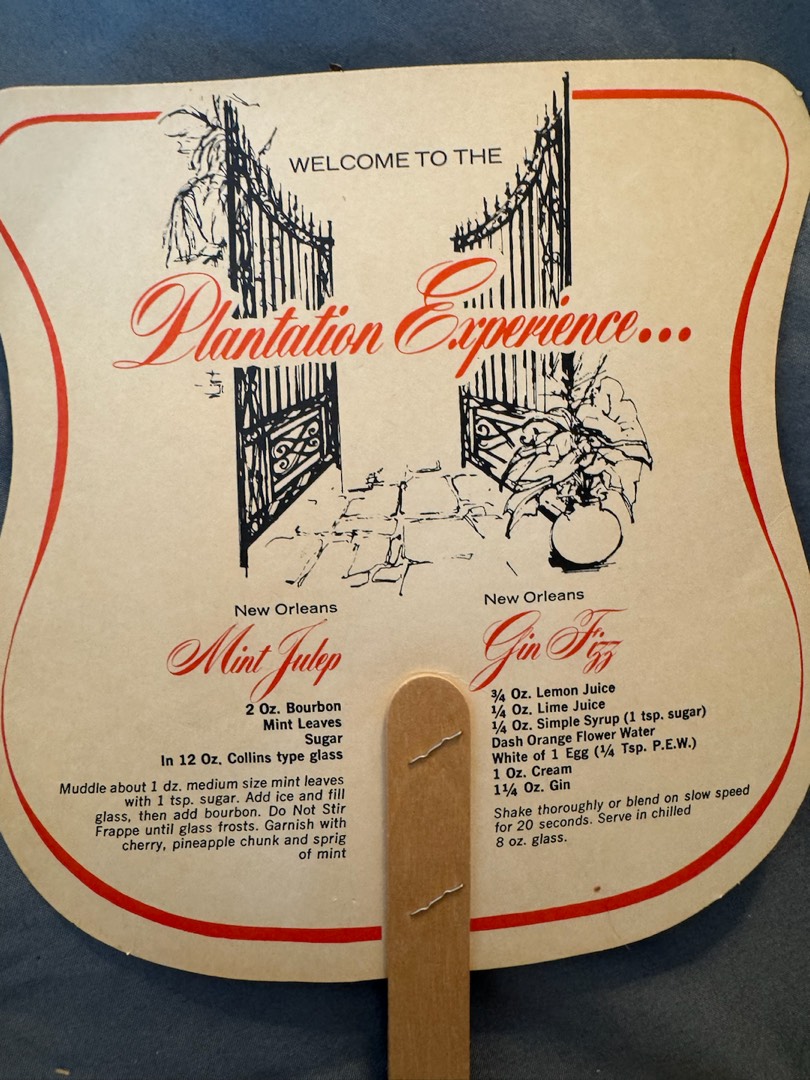 WELCOME TO THE
Plantation Experience...
New Orleans
Mint Julep
2 Oz. Bourbon
Mint Leaves
Sugar
In 12 Oz. Collins type glass
Muddle about 1 dz. medium size mint leaves
with 1 tsp. sugar. Add ice and fill
glass, then add bourbon. Do Not Stir
Frappe until glass frosts. Garnish with
cherry, pineapple chunk and sprig
of mint
New Orleans
Gin Fizz
¾ Oz. Lemon Juice
¼ Oz. Lime Juice
¼ Oz. Simple Syrup (1 tsp. sugar)
Dash Orange Flower Water
White of 1 Egg (¼ Tsp. P.E.W.)
1 Oz. Cream
1¼ Oz. Gin
Shake thoroughly or blend on slow speed
for 20 seconds. Serve in chilled
8 oz. glass.